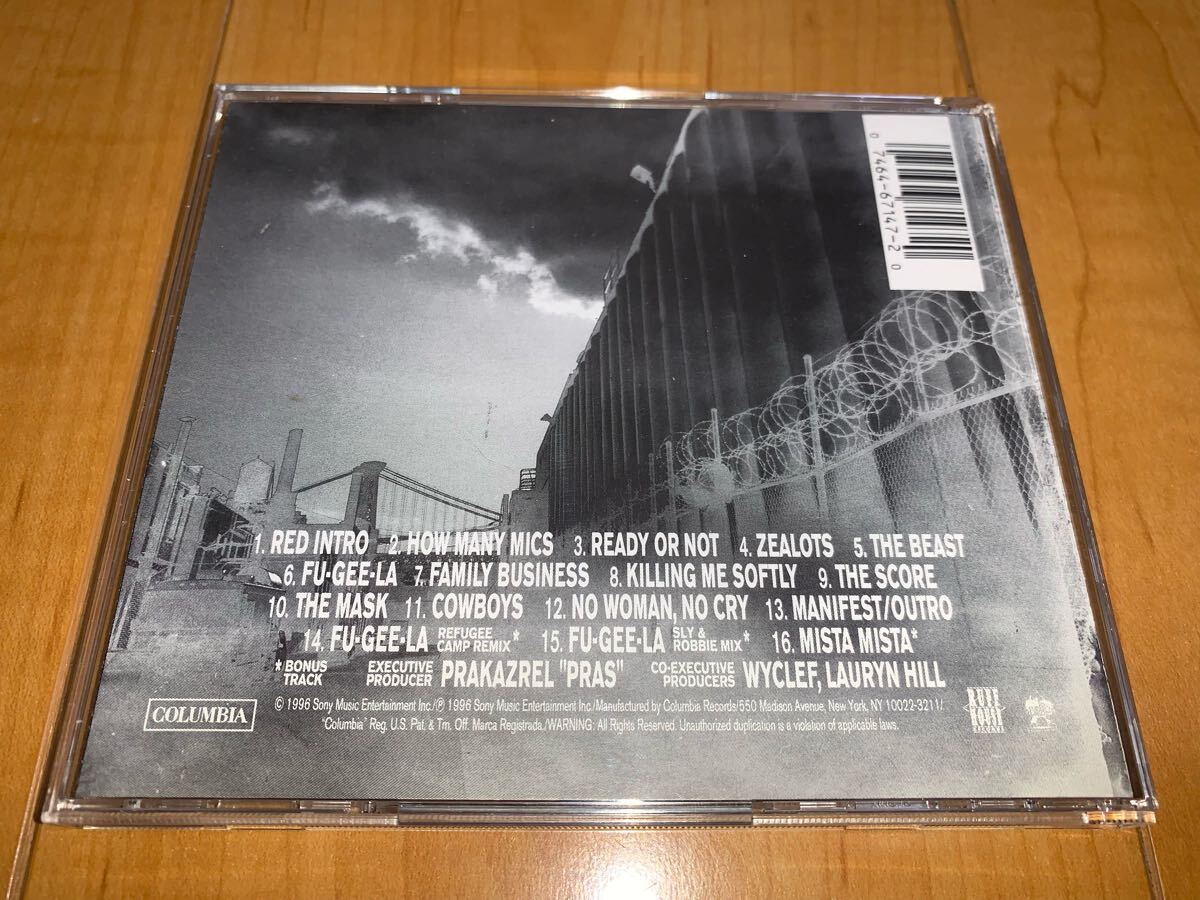 0 7464-67147-2 0
1. RED INTRO 2. HOW MANY MICS 3. READY OR NOT 4. ZEALOTS 5. THE BEAST
6. FU-GEE-LA 7. FAMILY BUSINESS 8. KILLING ME SOFTLY 9. THE SCORE
10. THE MASK 11. COWBOYS 12. NO WOMAN, NO CRY 13. MANIFEST/OUTRO
14. FU-GEE-LA REFUGEE CAMP REMIX* 15. FU-GEE-LA SLY & ROBBIE MIX* 16. MISTA MISTA*
*BONUS TRACK EXECUTIVE PRODUCER PRAKAZREL "PRAS" CO-EXECUTIVE PRODUCERS WYCLEF, LAURYN HILL
COLUMBIA
© 1996 Sony Music Entertainment Inc./℗ 1996 Sony Music Entertainment Inc./Manufactured by Columbia Records/550 Madison Avenue, New York, NY 10022-3211/
"Columbia" Reg. U.S. Pat. & Tm. Off. Marca Registrada./WARNING: All Rights Reserved. Unauthorized duplication is a violation of applicable laws.
RUFF
HOUSE
RECORDS